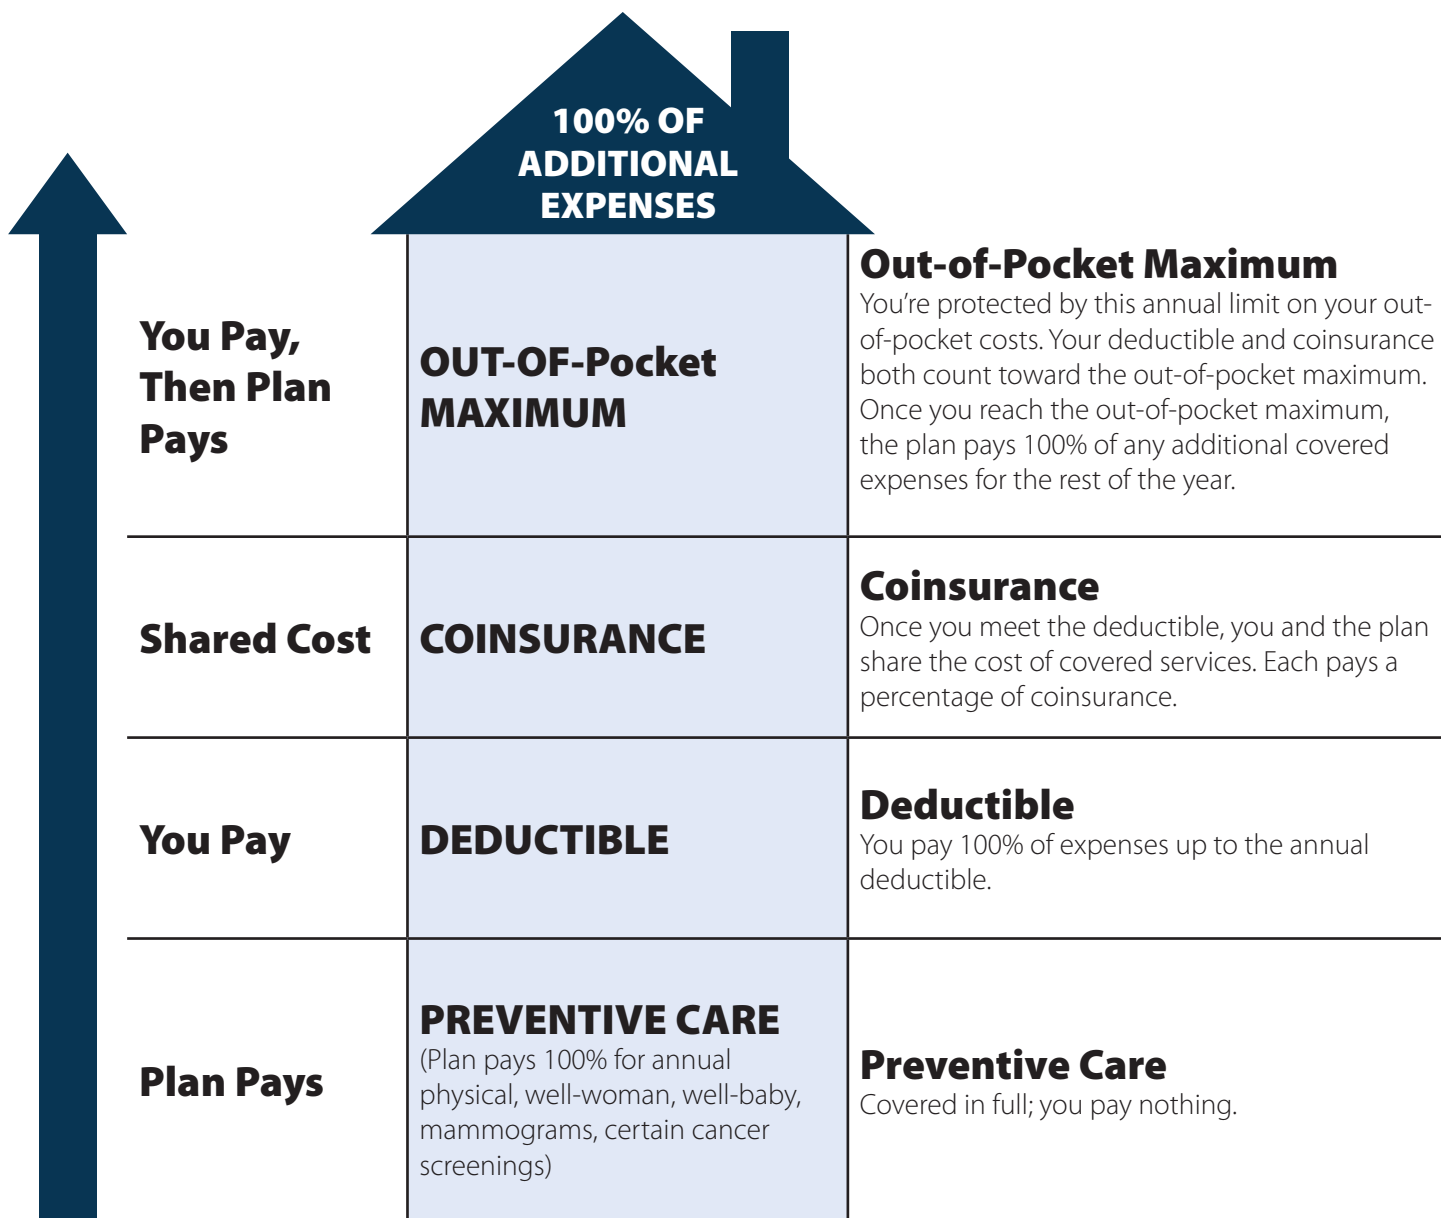 100% OF
ADDITIONAL
EXPENSES
You Pay,
Then Plan
Pays
OUT-OF-Pocket
MAXIMUM
Out-of-Pocket Maximum
You’re protected by this annual limit on your out-
of-pocket costs. Your deductible and coinsurance
both count toward the out-of-pocket maximum.
Once you reach the out-of-pocket maximum,
the plan pays 100% of any additional covered
expenses for the rest of the year.
Shared Cost
COINSURANCE
Coinsurance
Once you meet the deductible, you and the plan
share the cost of covered services. Each pays a
percentage of coinsurance.
You Pay
DEDUCTIBLE
Deductible
You pay 100% of expenses up to the annual
deductible.
Plan Pays
PREVENTIVE CARE
(Plan pays 100% for annual
physical, well-woman, well-baby,
mammograms, certain cancer
screenings)
Preventive Care
Covered in full; you pay nothing.